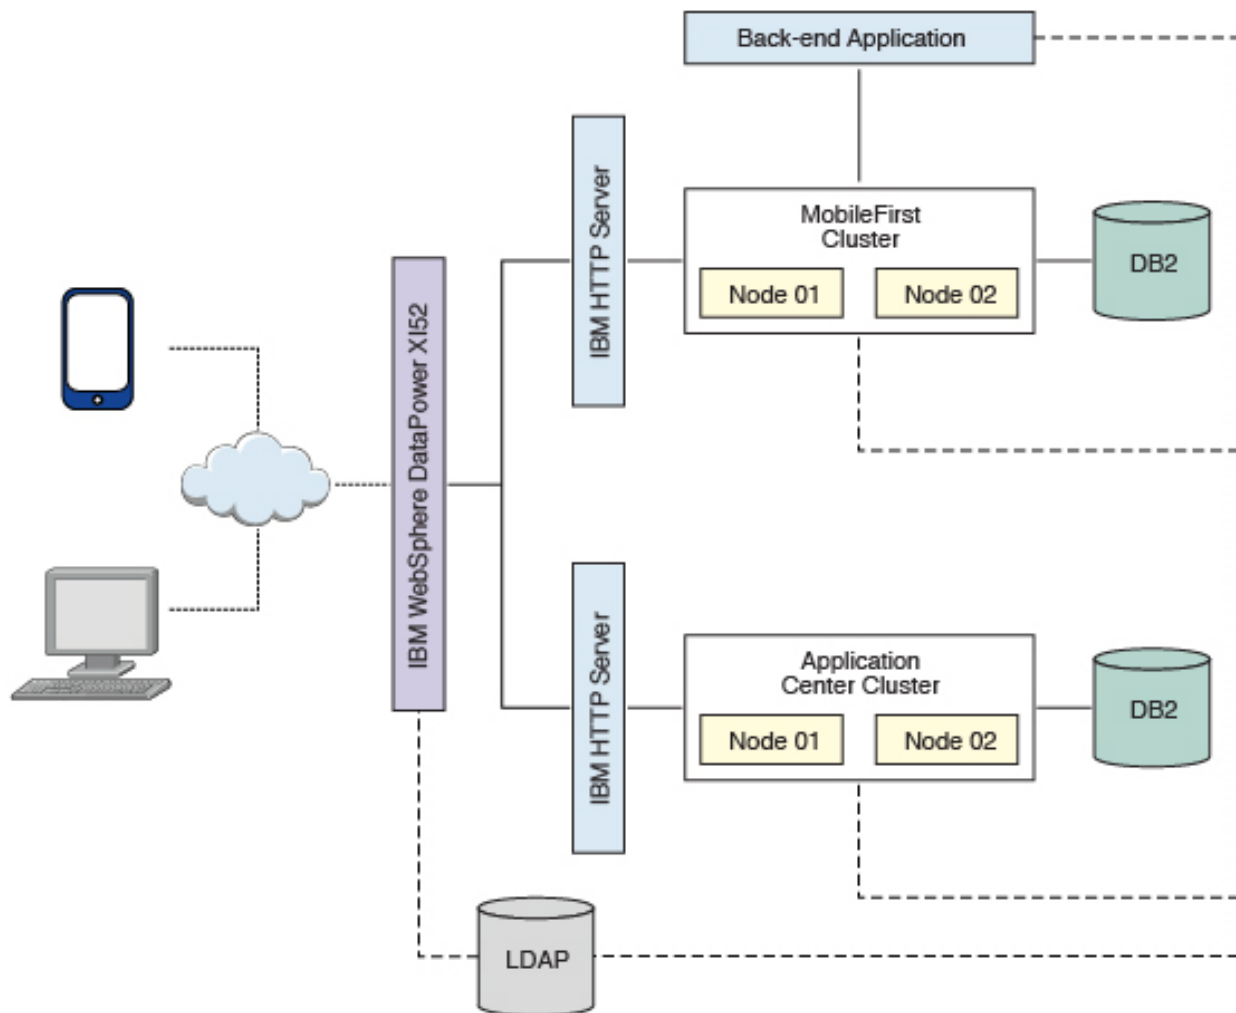 Back-end Application
IBM HTTP Server
MobileFirst
Cluster
Node 01
Node 02
DB2
IBM WebSphere DataPower XI52
IBM HTTP Server
Application
Center Cluster
Node 01
Node 02
DB2
LDAP